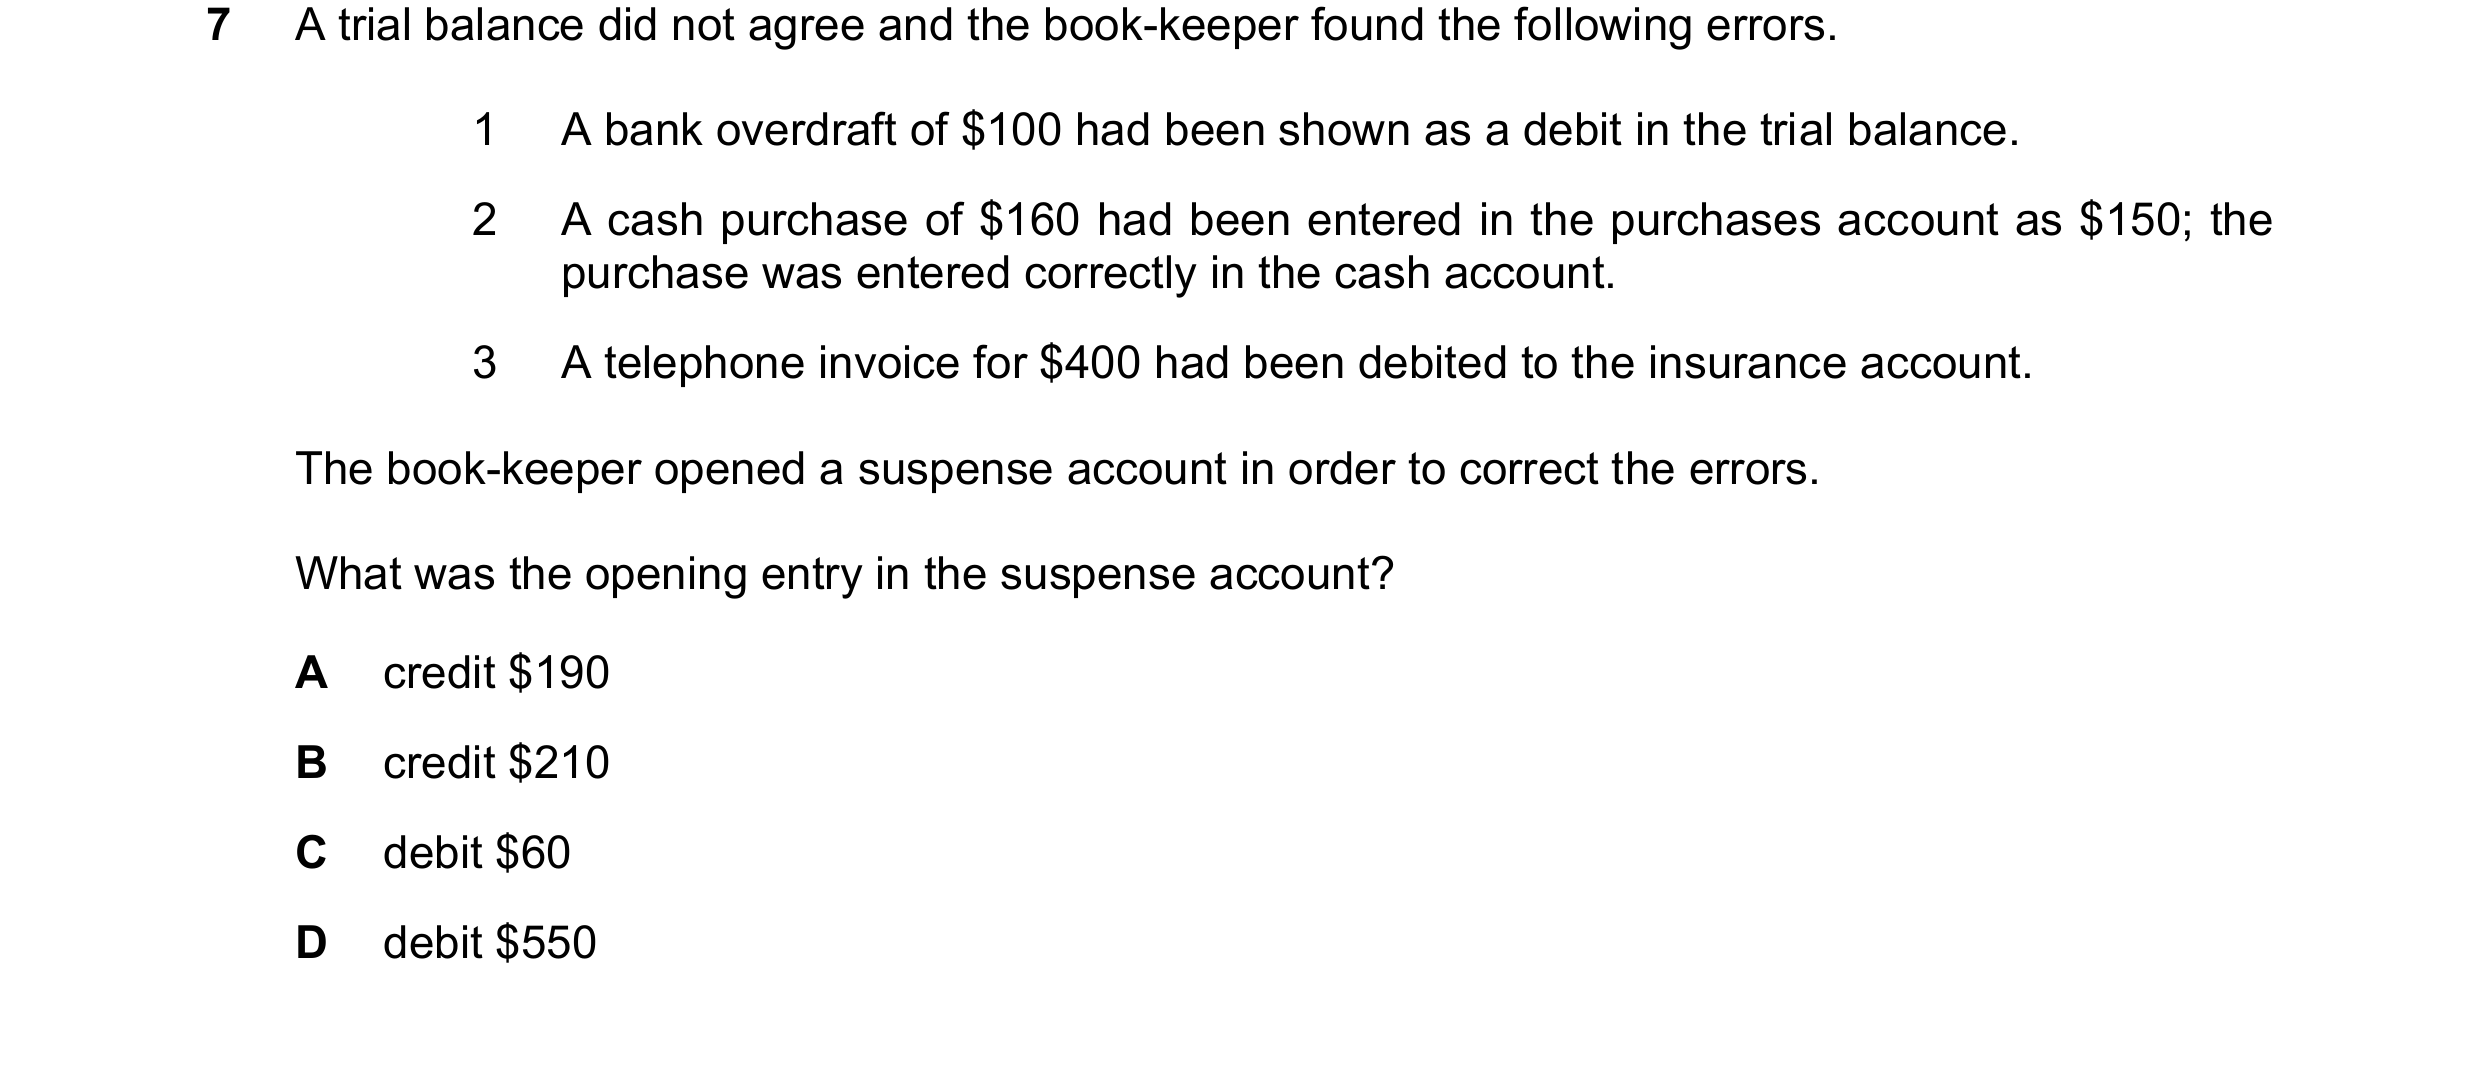 7 A trial balance did not agree and the book-keeper found the following errors.
1 A bank overdraft of $100 had been shown as a debit in the trial balance.
2 A cash purchase of $160 had been entered in the purchases account as $150; the
purchase was entered correctly in the cash account.
3 A telephone invoice for $400 had been debited to the insurance account.
The book-keeper opened a suspense account in order to correct the errors.
What was the opening entry in the suspense account?
A credit $190
B credit $210
C debit $60
D debit $550